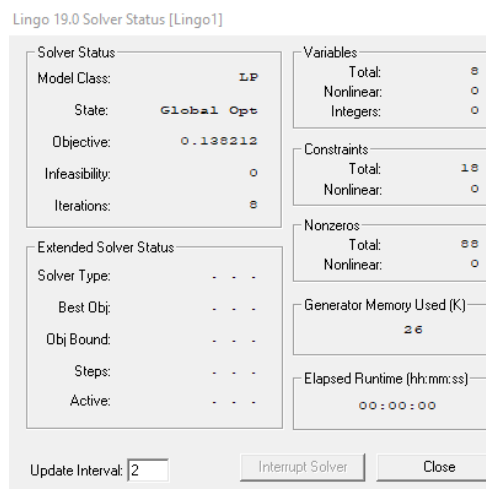 Lingo 19.0 Solver Status [Lingo1]
Solver Status
Model Class: LP
State: Global Opt
Objective: 0.138212
Infeasibility: 0
Iterations: 8
Extended Solver Status
Solver Type: . . .
Best Obj: . . .
Obj Bound: . . .
Steps: . . .
Active: . . .
Variables
Total: 8
Nonlinear: 0
Integers: 0
Constraints
Total: 18
Nonlinear: 0
Nonzeros
Total: 88
Nonlinear: 0
Generator Memory Used (K)
26
Elapsed Runtime (hh:mm:ss)
00:00:00
Update Interval: 2
Interrupt Solver
Close